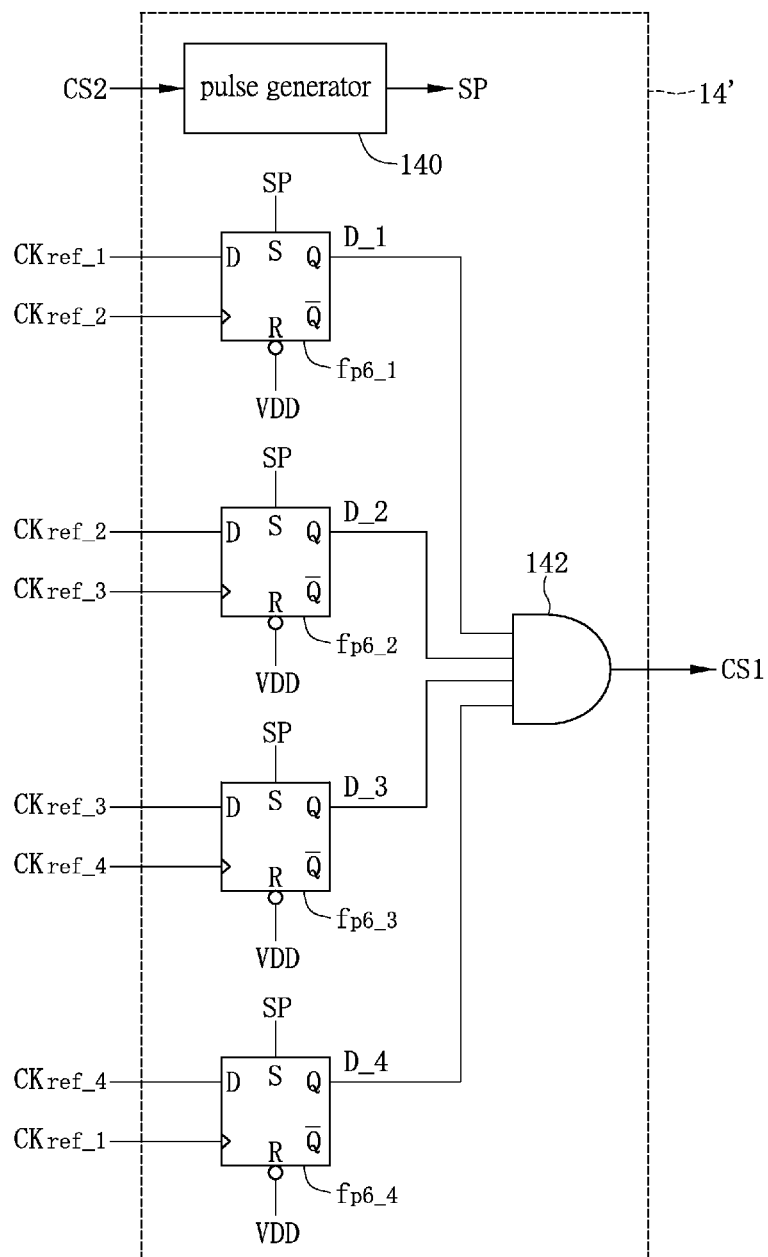 CS2
pulse generator
SP
14'
140
SP
CKref_1
D
S
Q
D_1
CKref_2
R
Q̅
fp6_1
VDD
SP
CKref_2
D
S
Q
D_2
CKref_3
R
Q̅
fp6_2
VDD
142
CS1
SP
CKref_3
D
S
Q
D_3
CKref_4
R
Q̅
fp6_3
VDD
SP
CKref_4
D
S
Q
D_4
CKref_1
R
Q̅
fp6_4
VDD